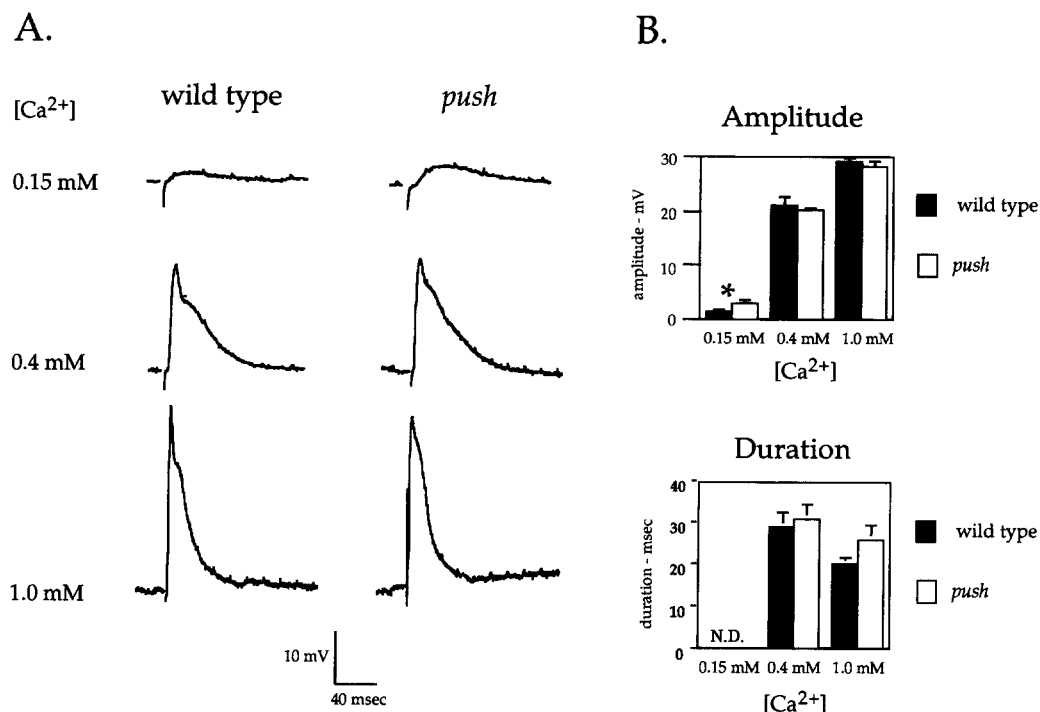 A.
[Ca²⁺]
wild type
push
0.15 mM
0.4 mM
1.0 mM
10 mV
40 msec
B.
Amplitude
30
20
10
0
amplitude - mV
*
0.15 mM 0.4 mM 1.0 mM
[Ca²⁺]
wild type
push
Duration
40
30
20
10
0
duration - msec
N.D.
0.15 mM 0.4 mM 1.0 mM
[Ca²⁺]
wild type
push